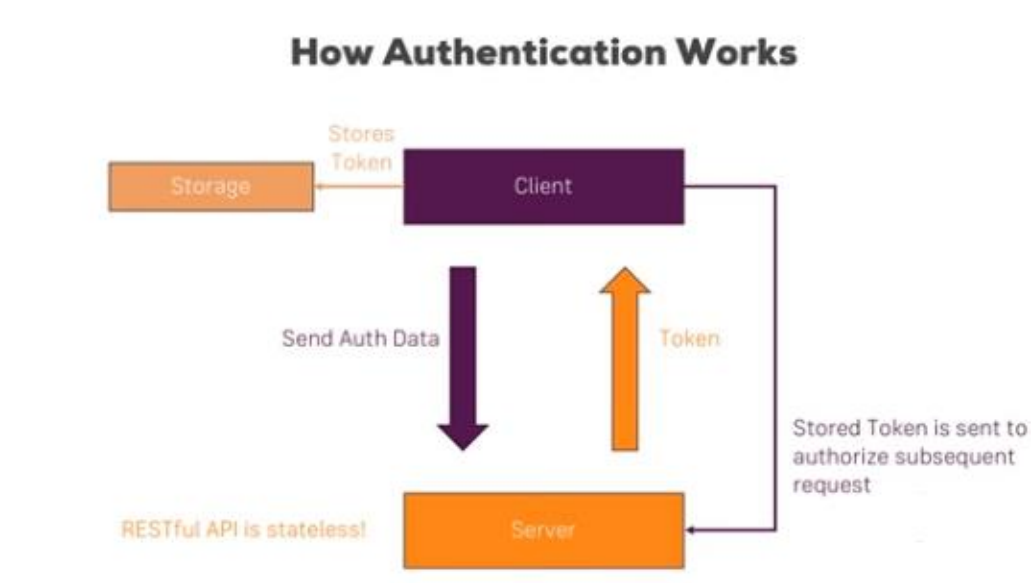 How Authentication Works
Stores
Token
Storage
Client
Send Auth Data
Token
Stored Token is sent to
authorize subsequent
request
RESTful API is stateless!
Server